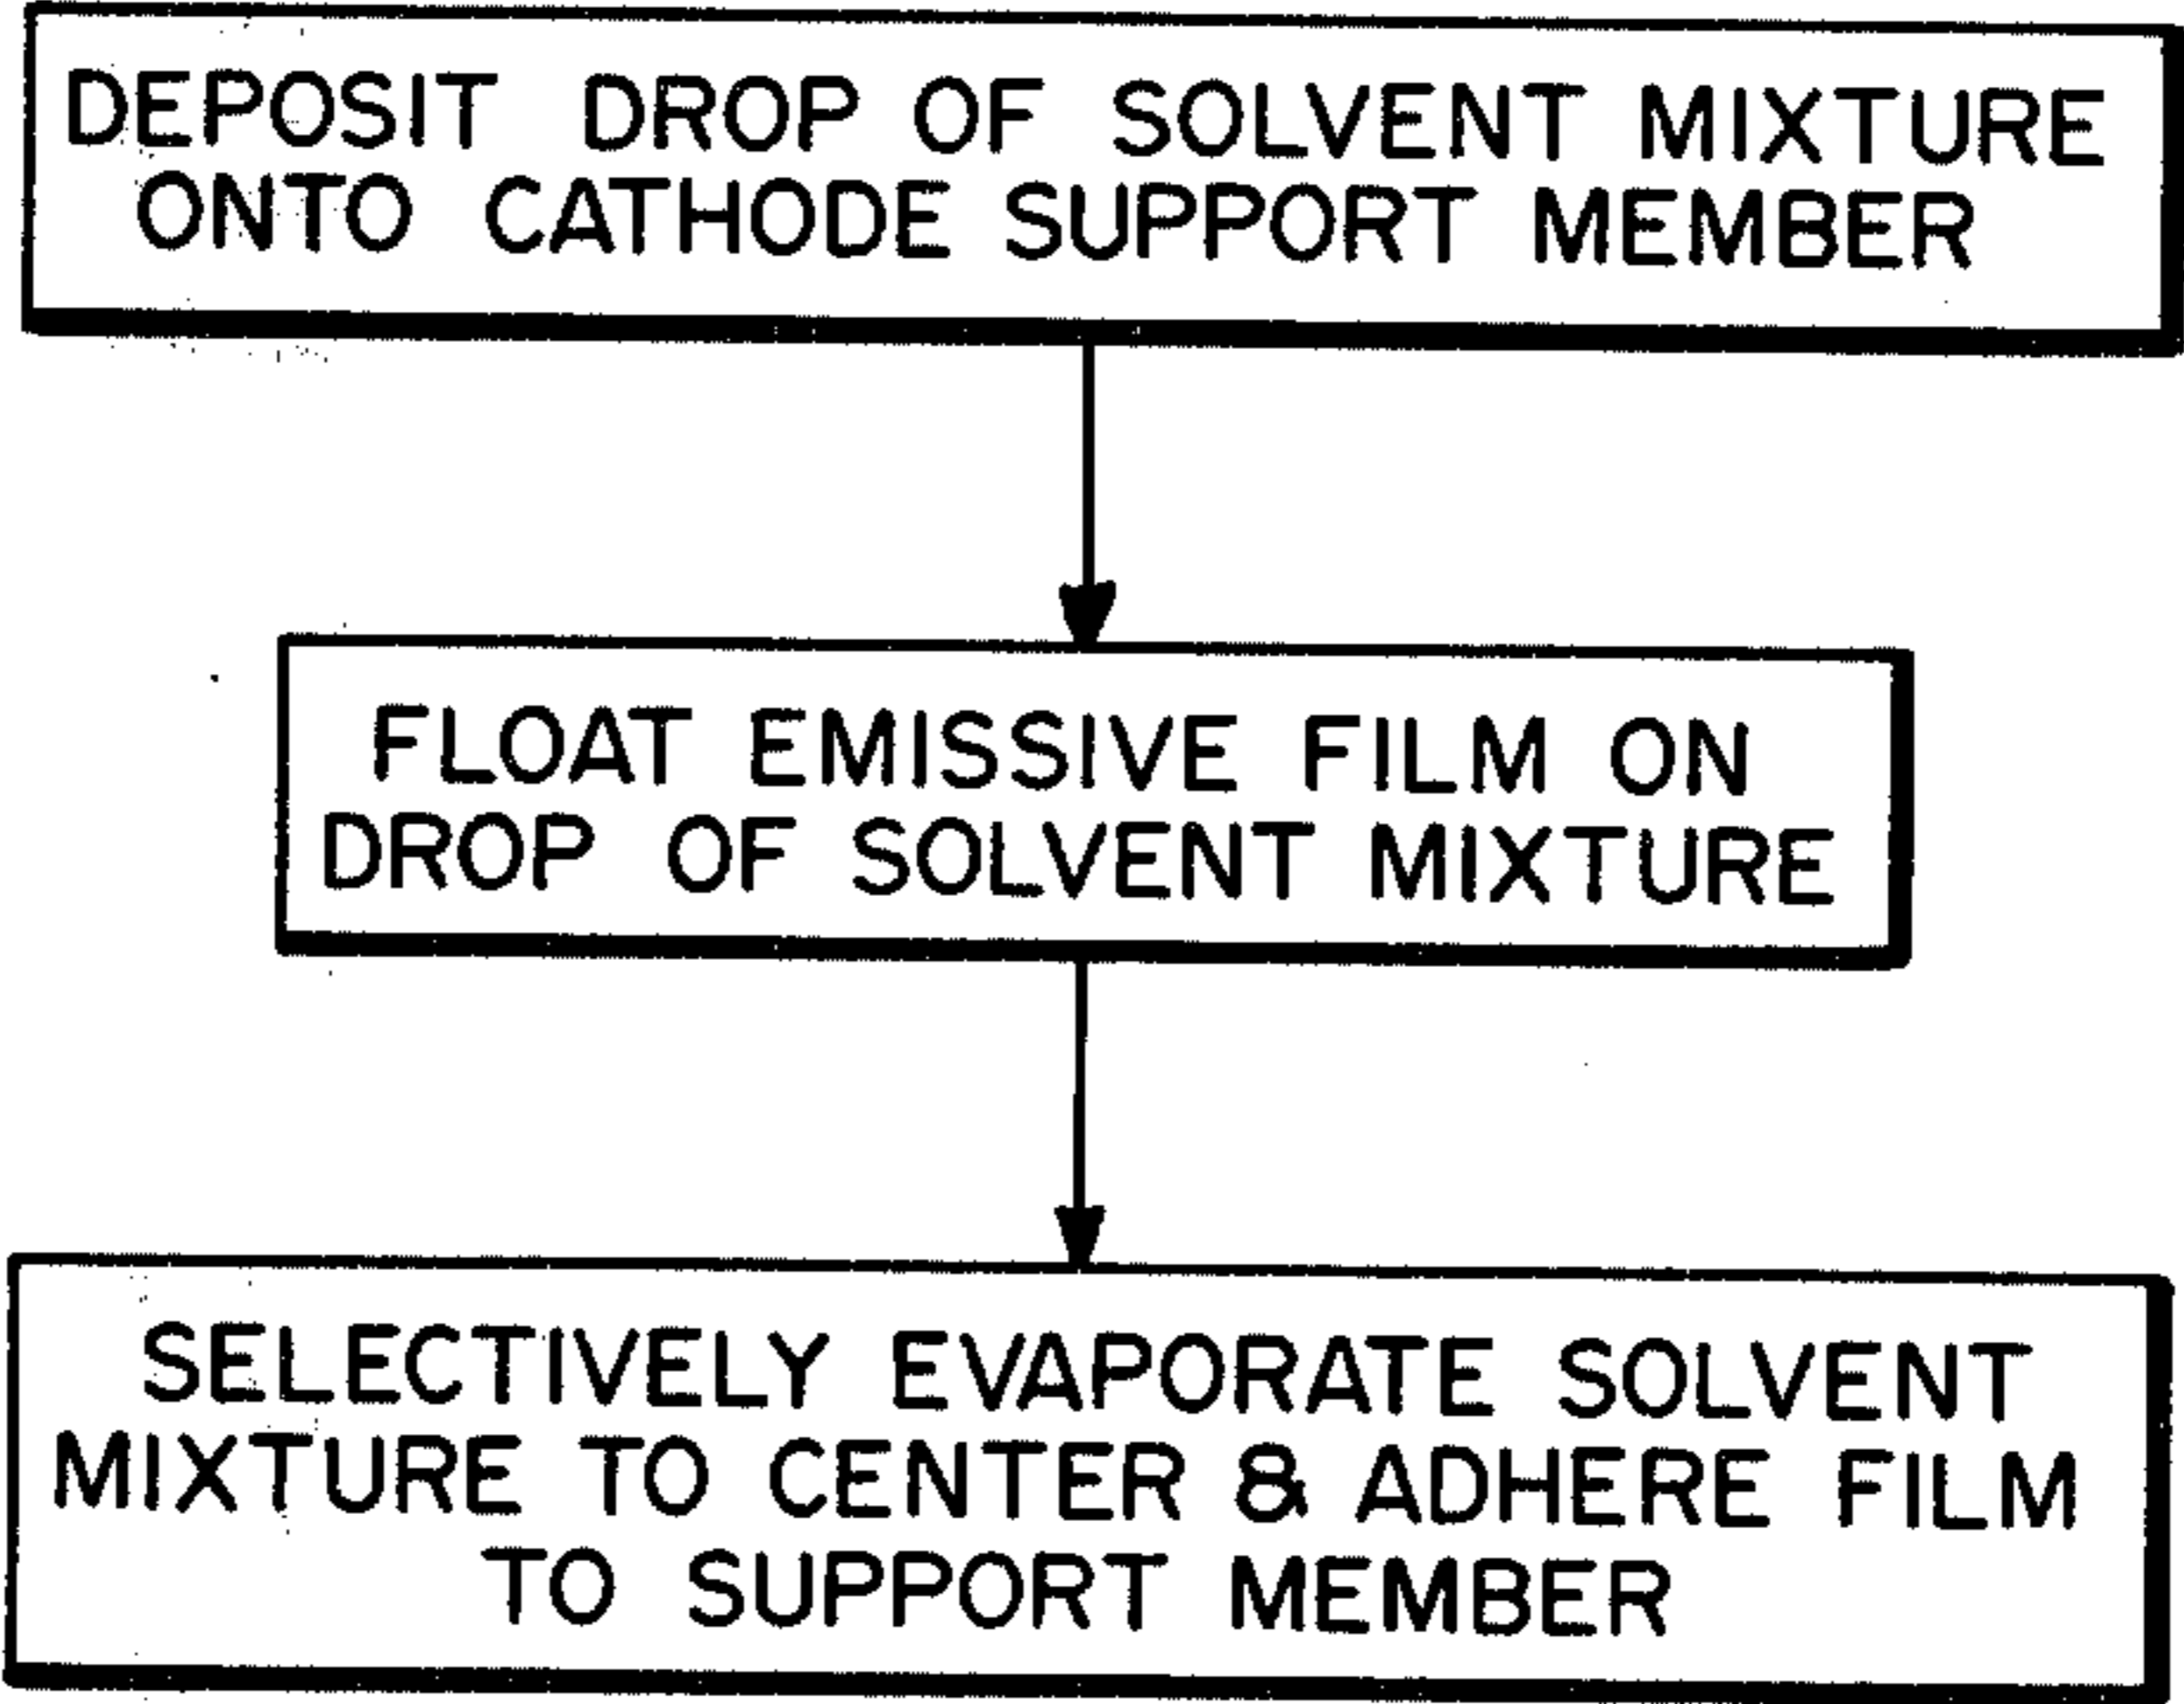 DEPOSIT DROP OF SOLVENT MIXTURE
ONTO CATHODE SUPPORT MEMBER
FLOAT EMISSIVE FILM ON
DROP OF SOLVENT MIXTURE
SELECTIVELY EVAPORATE SOLVENT
MIXTURE TO CENTER & ADHERE FILM
TO SUPPORT MEMBER